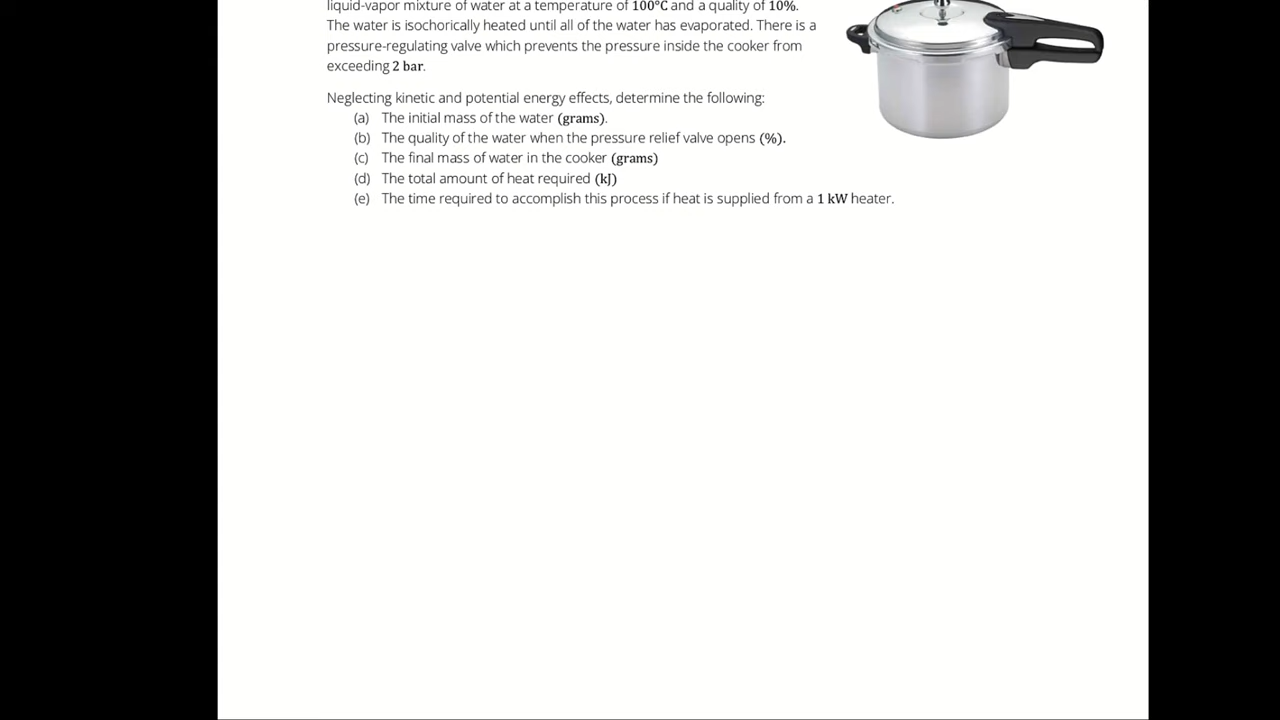 liquid-vapor mixture of water at a temperature of 100°C and a quality of 10%.
The water is isochorically heated until all of the water has evaporated. There is a
pressure-regulating valve which prevents the pressure inside the cooker from
exceeding 2 bar.
Neglecting kinetic and potential energy effects, determine the following:
(a) The initial mass of the water (grams).
(b) The quality of the water when the pressure relief valve opens (%).
(c) The final mass of water in the cooker (grams)
(d) The total amount of heat required (kJ)
(e) The time required to accomplish this process if heat is supplied from a 1 kW heater.